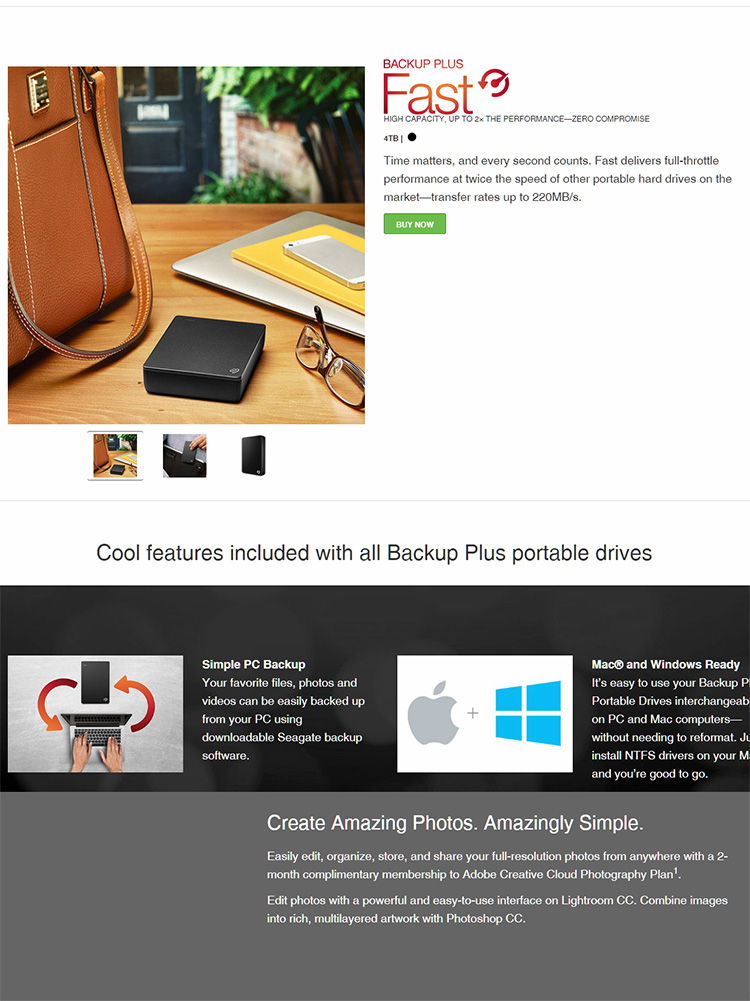 BACKUP PLUS
Fast
HIGH CAPACITY, UP TO 2× THE PERFORMANCE—ZERO COMPROMISE
4TB |
Time matters, and every second counts. Fast delivers full-throttle
performance at twice the speed of other portable hard drives on the
market—transfer rates up to 220MB/s.
BUY NOW
Cool features included with all Backup Plus portable drives
Simple PC Backup
Your favorite files, photos and
videos can be easily backed up
from your PC using
downloadable Seagate backup
software.
Mac® and Windows Ready
It's easy to use your Backup Pl
Portable Drives interchangeab
on PC and Mac computers—
without needing to reformat. Ju
install NTFS drivers on your Ma
and you're good to go.
Create Amazing Photos. Amazingly Simple.
Easily edit, organize, store, and share your full-resolution photos from anywhere with a 2-
month complimentary membership to Adobe Creative Cloud Photography Plan¹.
Edit photos with a powerful and easy-to-use interface on Lightroom CC. Combine images
into rich, multilayered artwork with Photoshop CC.